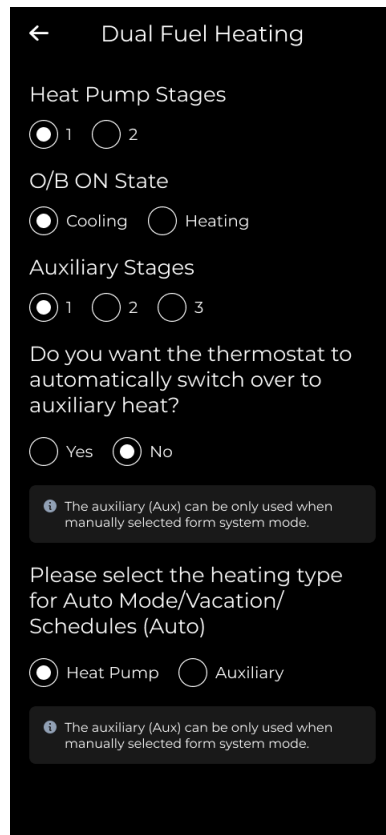 Dual Fuel Heating
Heat Pump Stages
1 2
O/B ON State
Cooling Heating
Auxiliary Stages
1 2 3
Do you want the thermostat to
automatically switch over to
auxiliary heat?
Yes No
The auxiliary (Aux) can be only used when
manually selected form system mode.
Please select the heating type
for Auto Mode/Vacation/
Schedules (Auto)
Heat Pump Auxiliary
The auxiliary (Aux) can be only used when
manually selected form system mode.